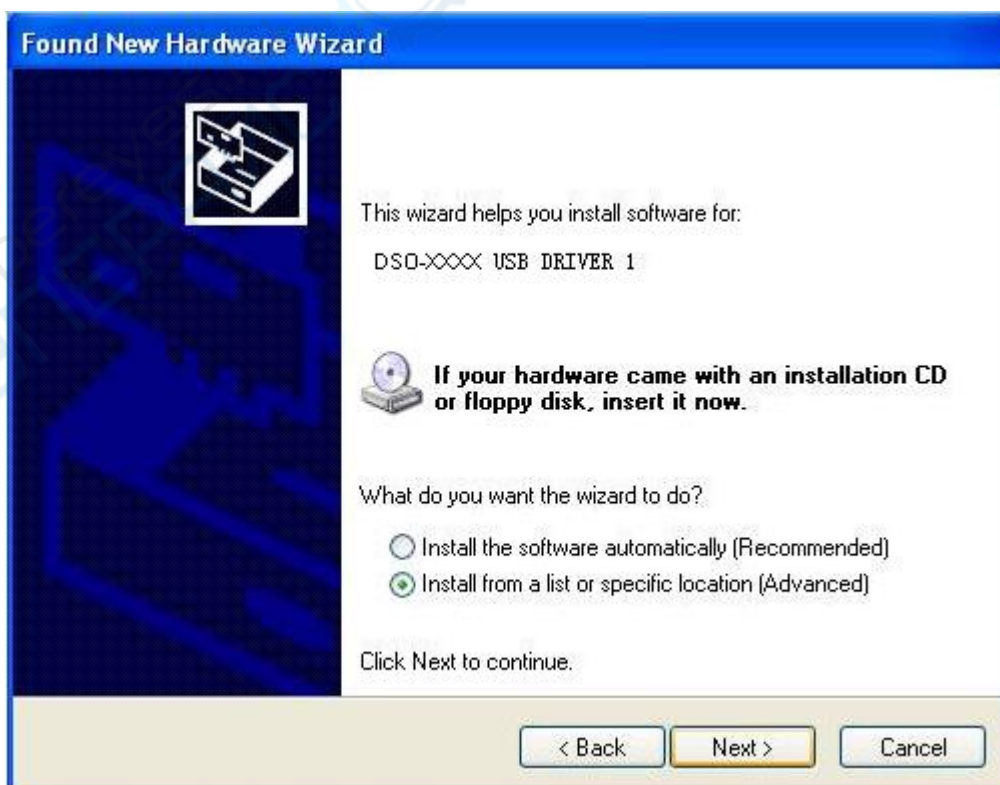 Found New Hardware Wizard
This wizard helps you install software for:
DSO-XXXX USB DRIVER 1
If your hardware came with an installation CD
or floppy disk, insert it now.
What do you want the wizard to do?
Install the software automatically (Recommended)
Install from a list or specific location (Advanced)
Click Next to continue.
< Back
Next >
Cancel